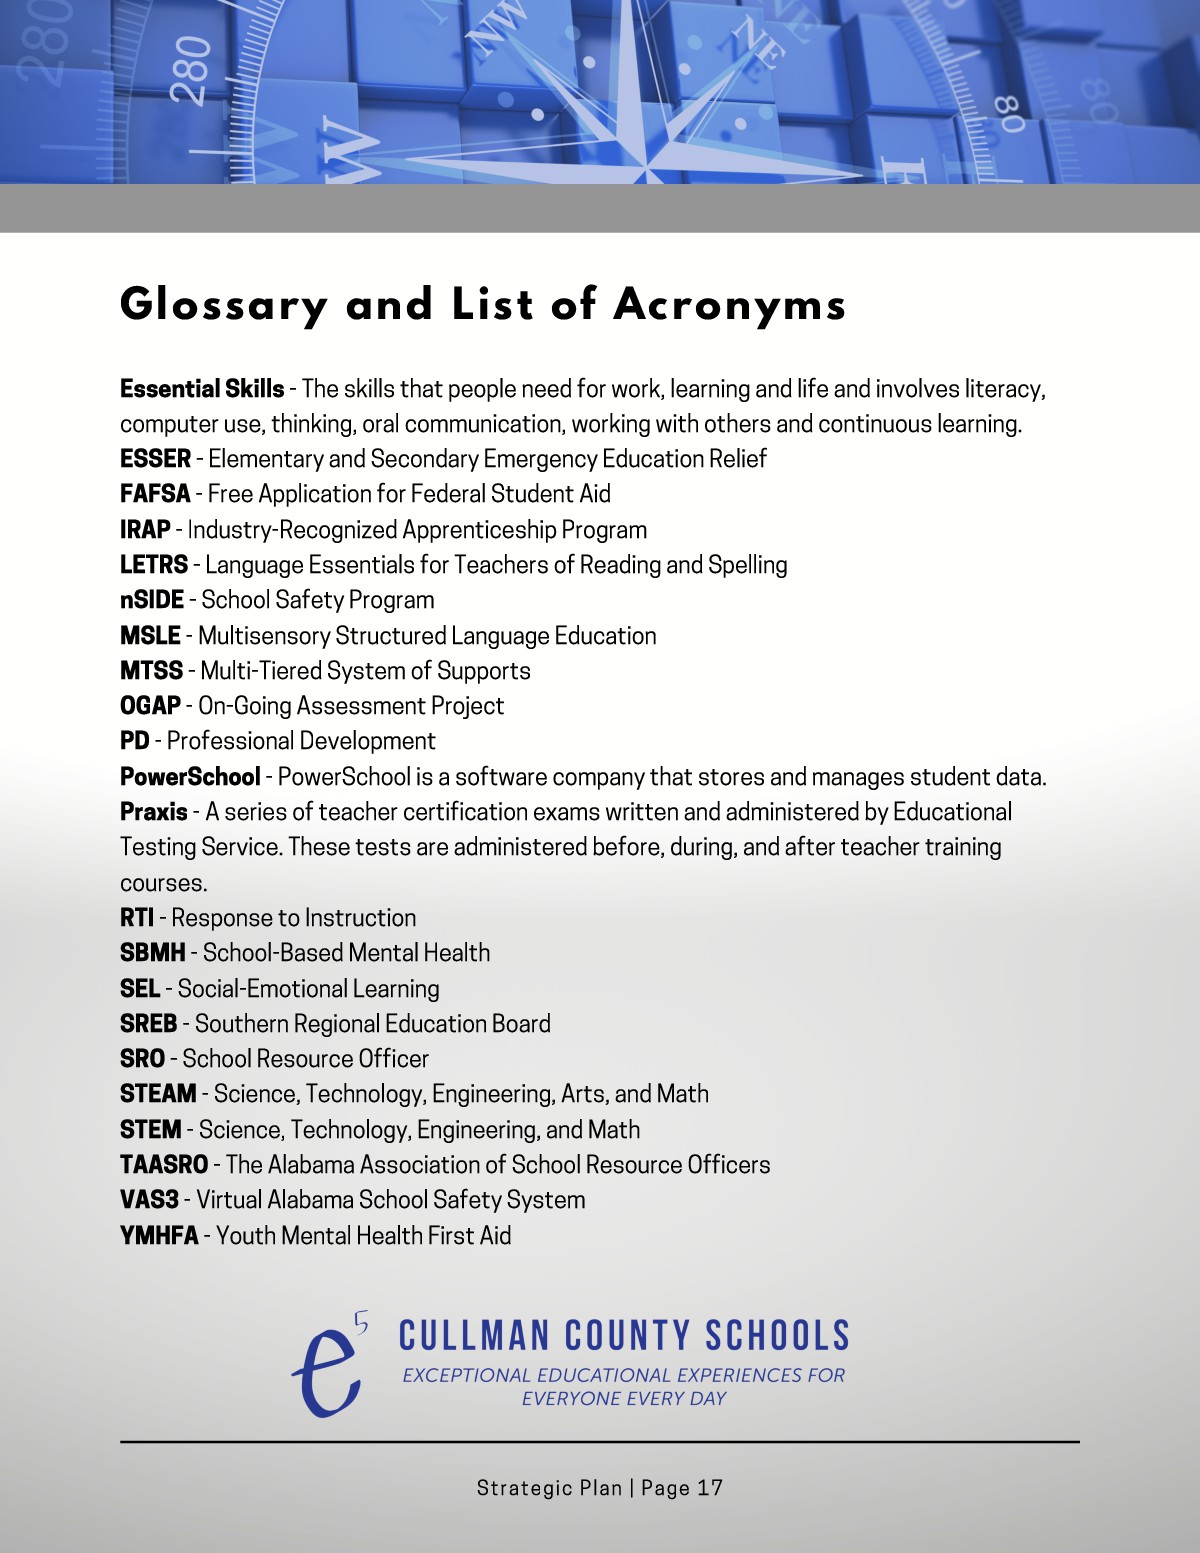 280
280
W
W
NW
NE
NE
NE
E
80
80
Glossary and List of Acronyms
Essential Skills - The skills that people need for work, learning and life and involves literacy,
computer use, thinking, oral communication, working with others and continuous learning.
ESSER - Elementary and Secondary Emergency Education Relief
FAFSA - Free Application for Federal Student Aid
IRAP - Industry-Recognized Apprenticeship Program
LETRS - Language Essentials for Teachers of Reading and Spelling
nSIDE - School Safety Program
MSLE - Multisensory Structured Language Education
MTSS - Multi-Tiered System of Supports
OGAP - On-Going Assessment Project
PD - Professional Development
PowerSchool - PowerSchool is a software company that stores and manages student data.
Praxis - A series of teacher certification exams written and administered by Educational
Testing Service. These tests are administered before, during, and after teacher training
courses.
RTI - Response to Instruction
SBMH - School-Based Mental Health
SEL - Social-Emotional Learning
SREB - Southern Regional Education Board
SRO - School Resource Officer
STEAM - Science, Technology, Engineering, Arts, and Math
STEM - Science, Technology, Engineering, and Math
TAASRO - The Alabama Association of School Resource Officers
VAS3 - Virtual Alabama School Safety System
YMHFA - Youth Mental Health First Aid
e5
CULLMAN COUNTY SCHOOLS
EXCEPTIONAL EDUCATIONAL EXPERIENCES FOR
EVERYONE EVERY DAY
Strategic Plan | Page 17